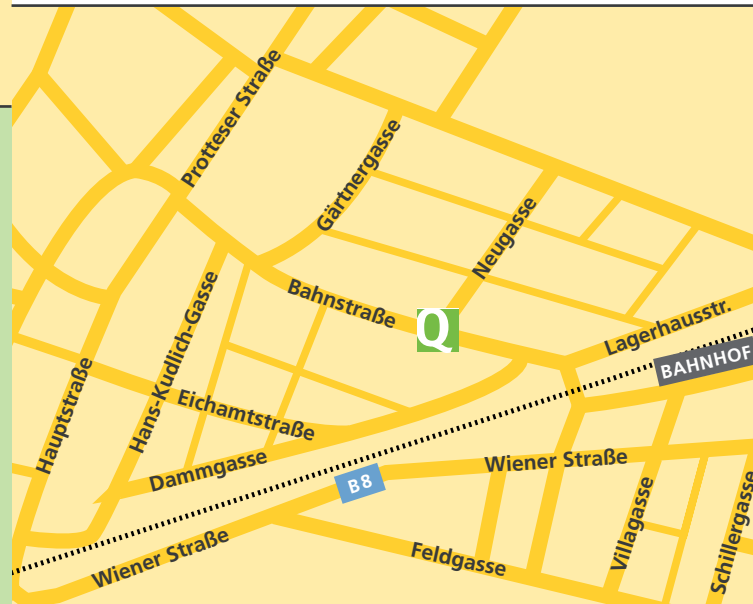 Protteser Straße
Gärtnergasse
Neugasse
Bahnstraße
Q
Lagerhausstr.
BAHNHOF
Hans-Kudlich-Gasse
Hauptstraße
Eichamtstraße
Dammgasse
B8
Wiener Straße
Wiener Straße
Feldgasse
Villagasse
Schillergasse